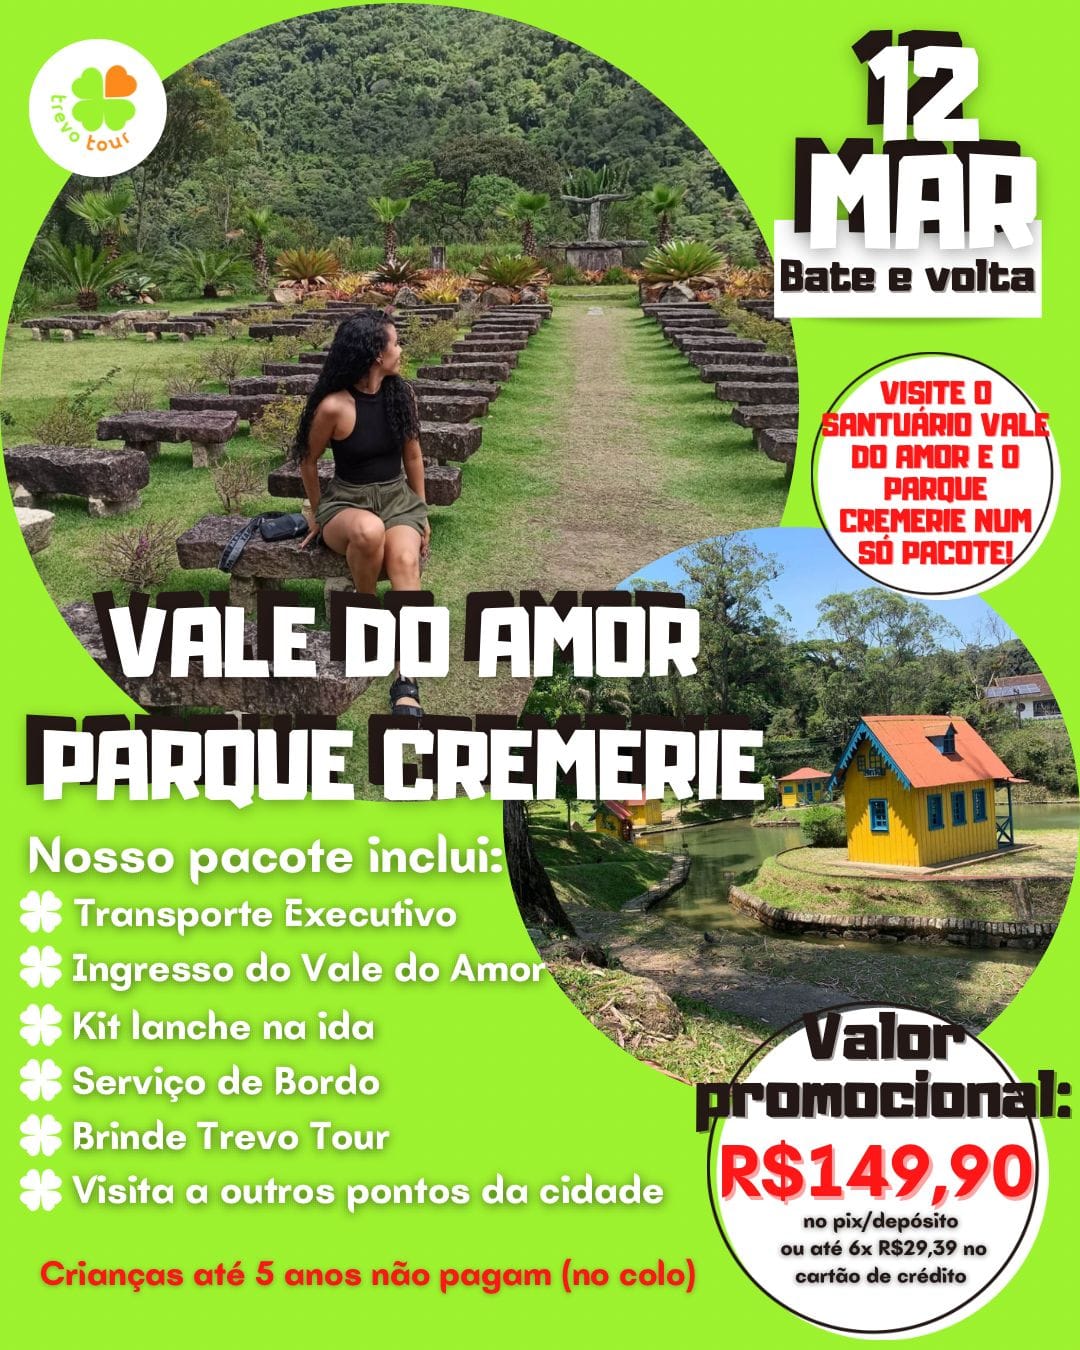 trevo tour
12
MAR
Bate e volta
VISITE O
SANTUÁRIO VALE
DO AMOR E O
PARQUE
CREMERIE NUM
SÓ PACOTE!
VALE DO AMOR
PARQUE CREMERIE
Nosso pacote inclui:
Transporte Executivo
Ingresso do Vale do Amor
Kit lanche na ida
Serviço de Bordo
Brinde Trevo Tour
Visita a outros pontos da cidade
Crianças até 5 anos não pagam (no colo)
Valor
promocional:
R$149,90
no pix/depósito
ou até 6x R$29,39 no
cartão de crédito